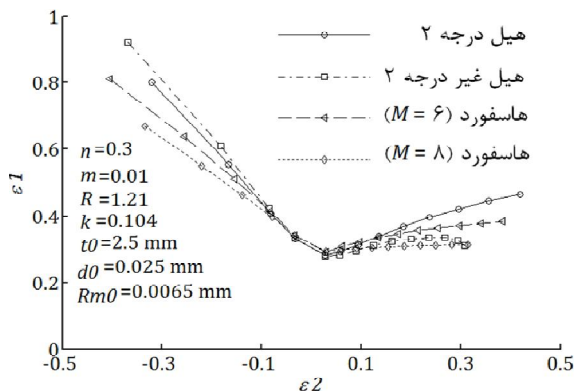 ε1
1
0.8
0.6
0.4
0.2
0
هیل درجه ۲
هیل غیر درجه ۲
هاسفورد (M = ۶)
هاسفورد (M = ۸)
n=0.3
m=0.01
R=1.21
k=0.104
t0=2.5 mm
d0=0.025 mm
Rm0=0.0065 mm
-0.5
-0.3
-0.1
0.1
0.3
0.5
ε2